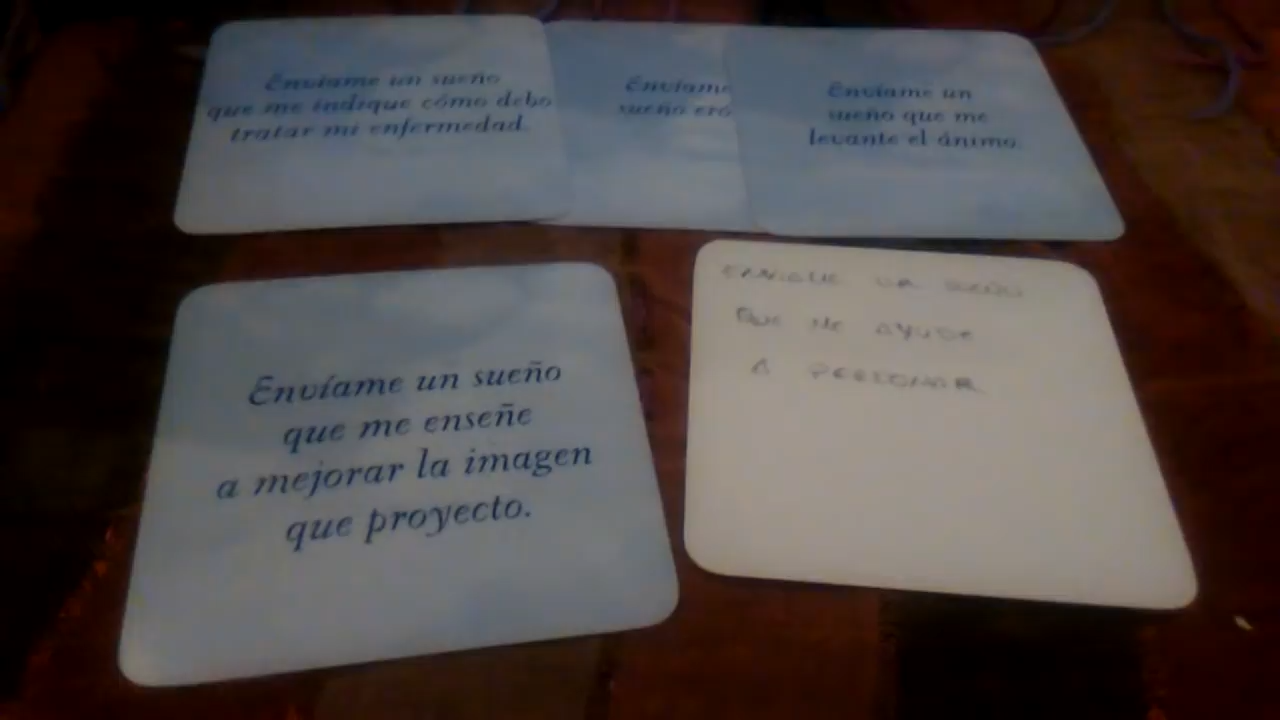 Envíame un sueño
que me indique cómo debo
tratar mi enfermedad.
Envíame
sueño eró
Envíame un
sueño que me
levante el ánimo.
Envíame un sueño
que me enseñe
a mejorar la imagen
que proyecto.
UN SUEÑO
QUE ME AYUDE
A PERDONAR